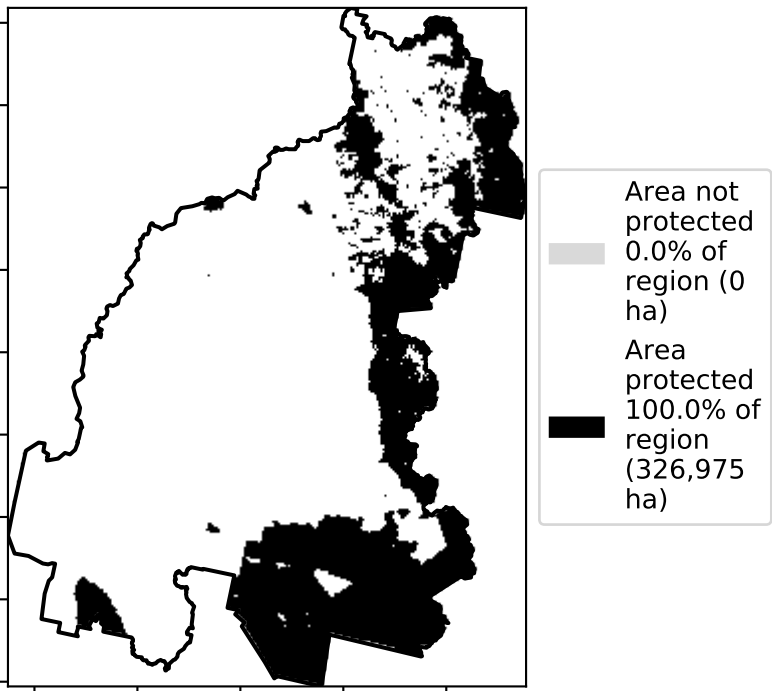 Area not
protected
0.0% of
region (0
ha)
Area
protected
100.0% of
region
(326,975
ha)